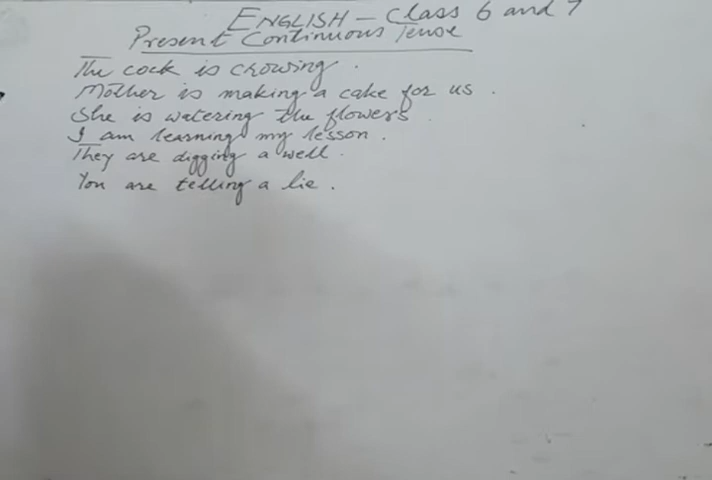 ENGLISH - Class 6 and 7
Present Continuous Tense
The cock is crowing.
Mother is making a cake for us.
She is watering the flowers.
I am learning my lesson.
They are digging a well.
You are telling a lie.